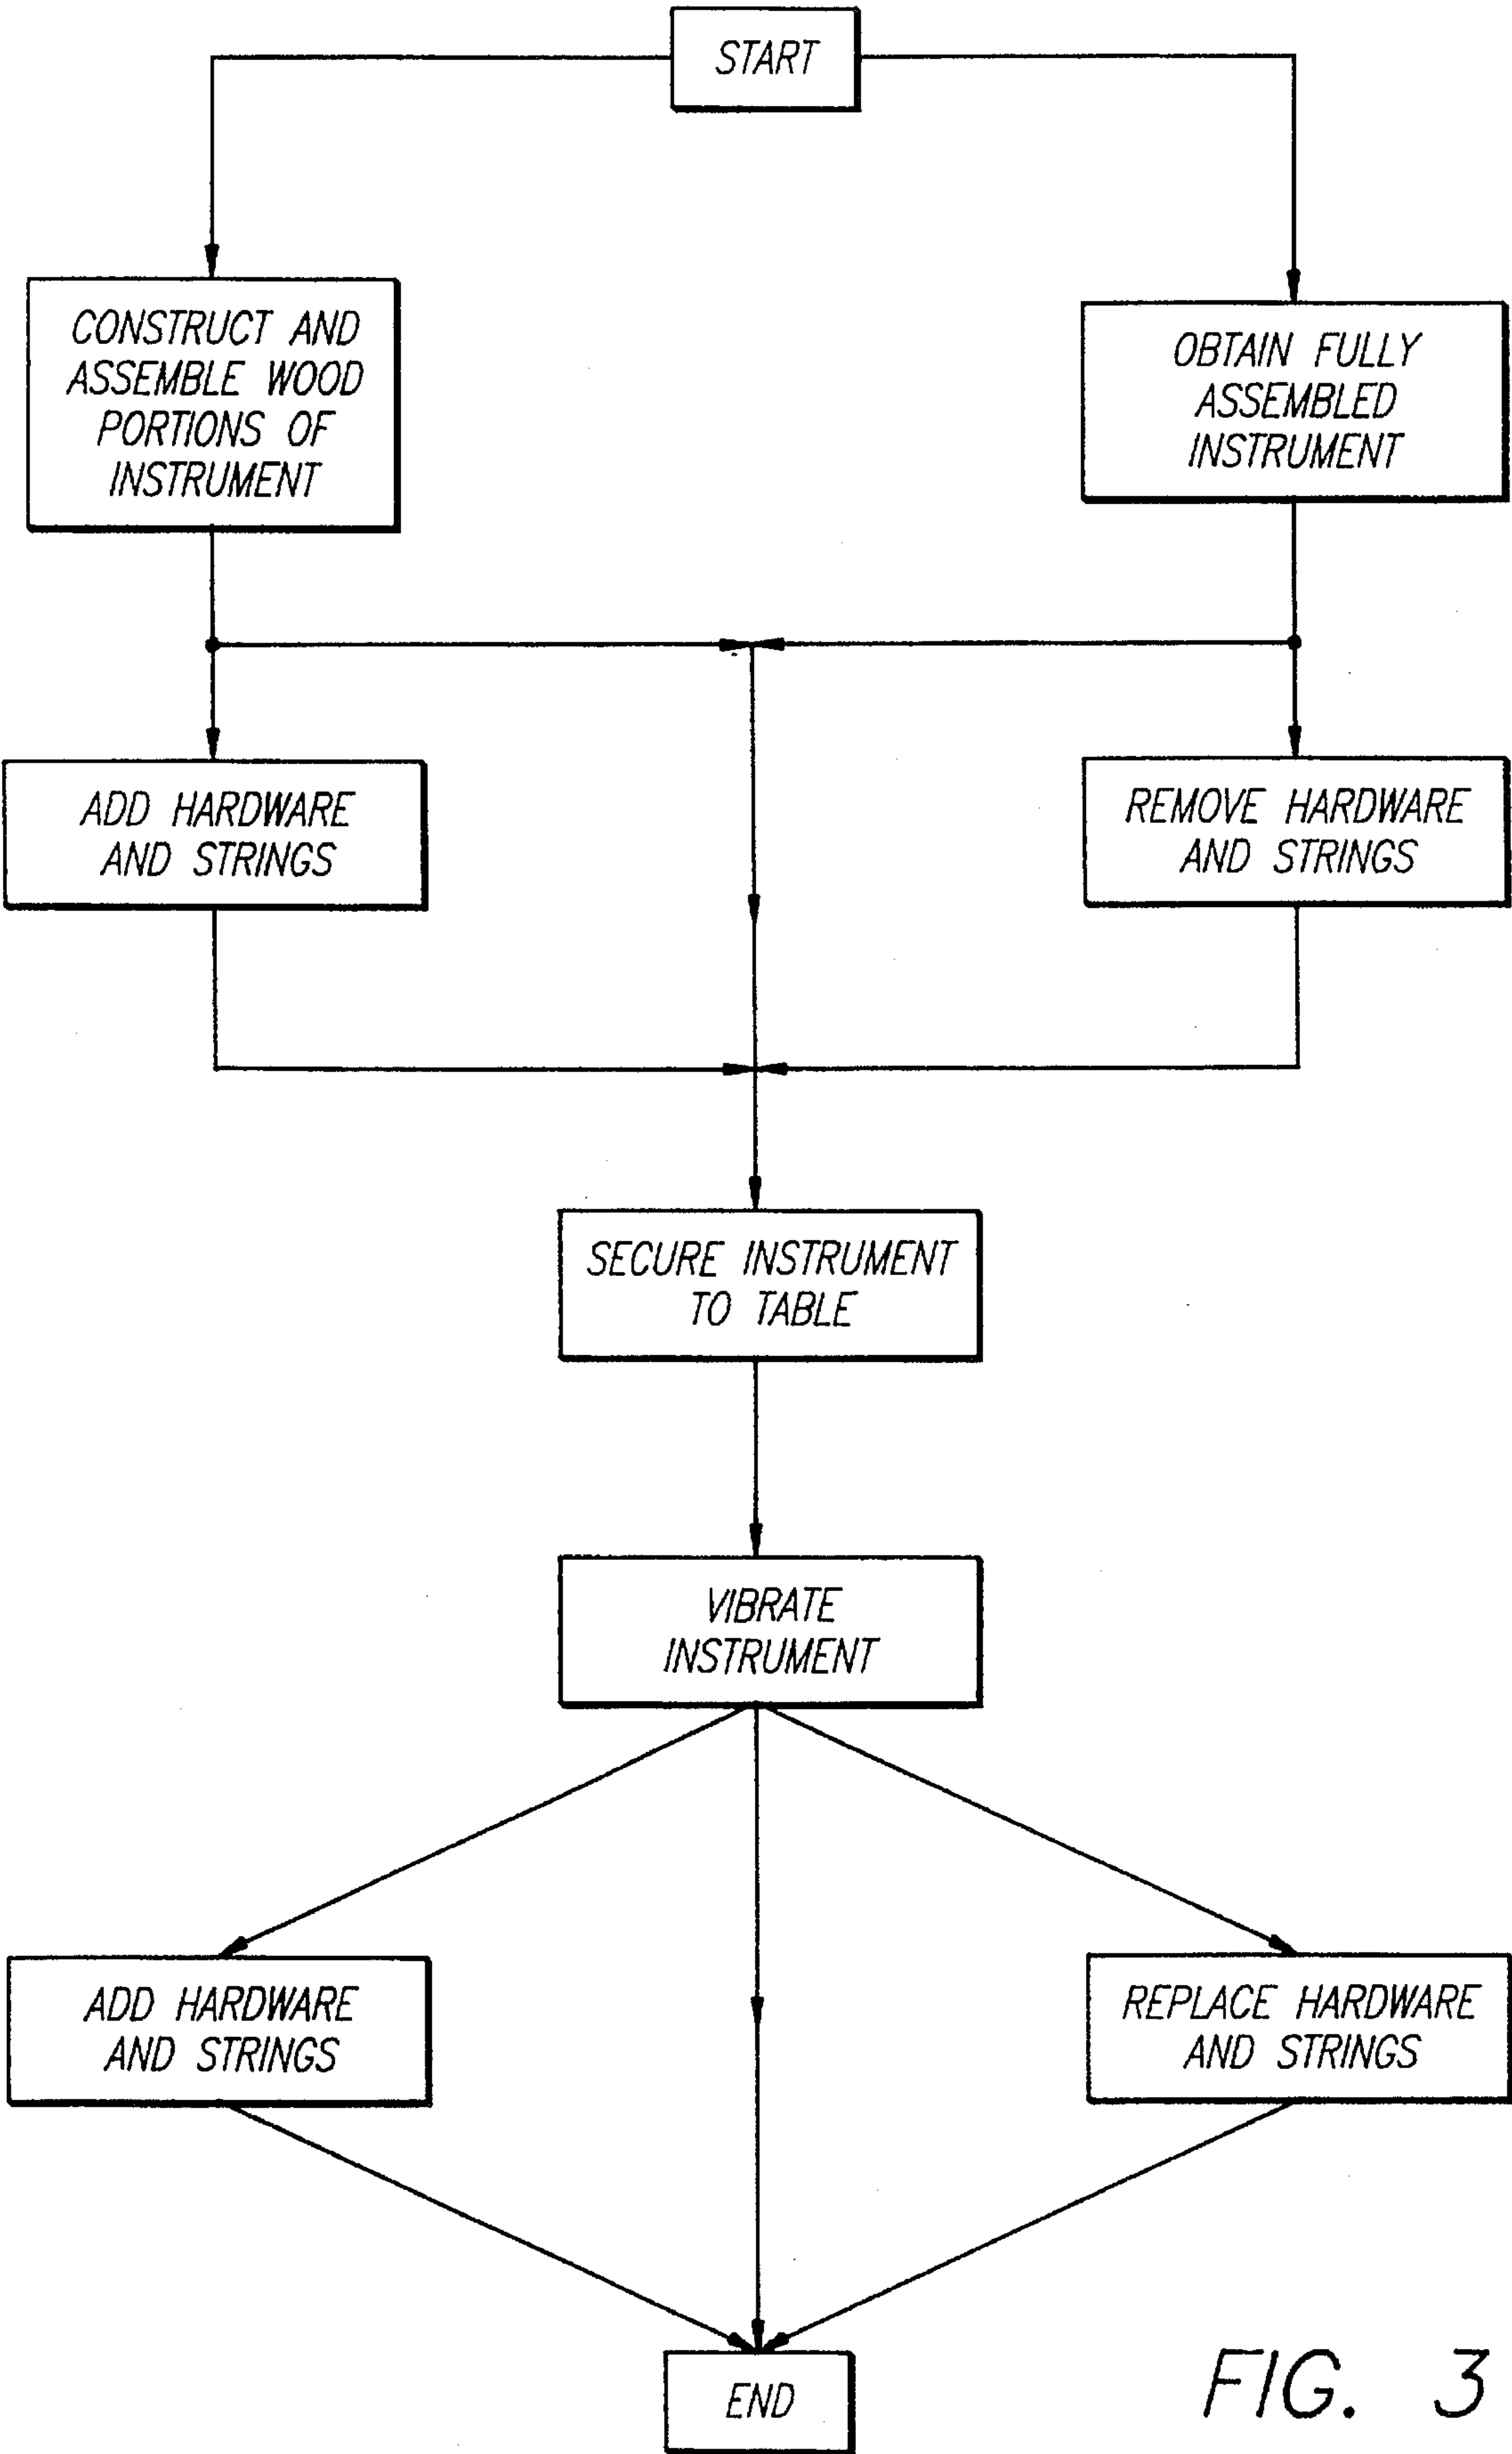 START
CONSTRUCT AND
ASSEMBLE WOOD
PORTIONS OF
INSTRUMENT
OBTAIN FULLY
ASSEMBLED
INSTRUMENT
ADD HARDWARE
AND STRINGS
REMOVE HARDWARE
AND STRINGS
SECURE INSTRUMENT
TO TABLE
VIBRATE
INSTRUMENT
ADD HARDWARE
AND STRINGS
REPLACE HARDWARE
AND STRINGS
END
FIG. 3